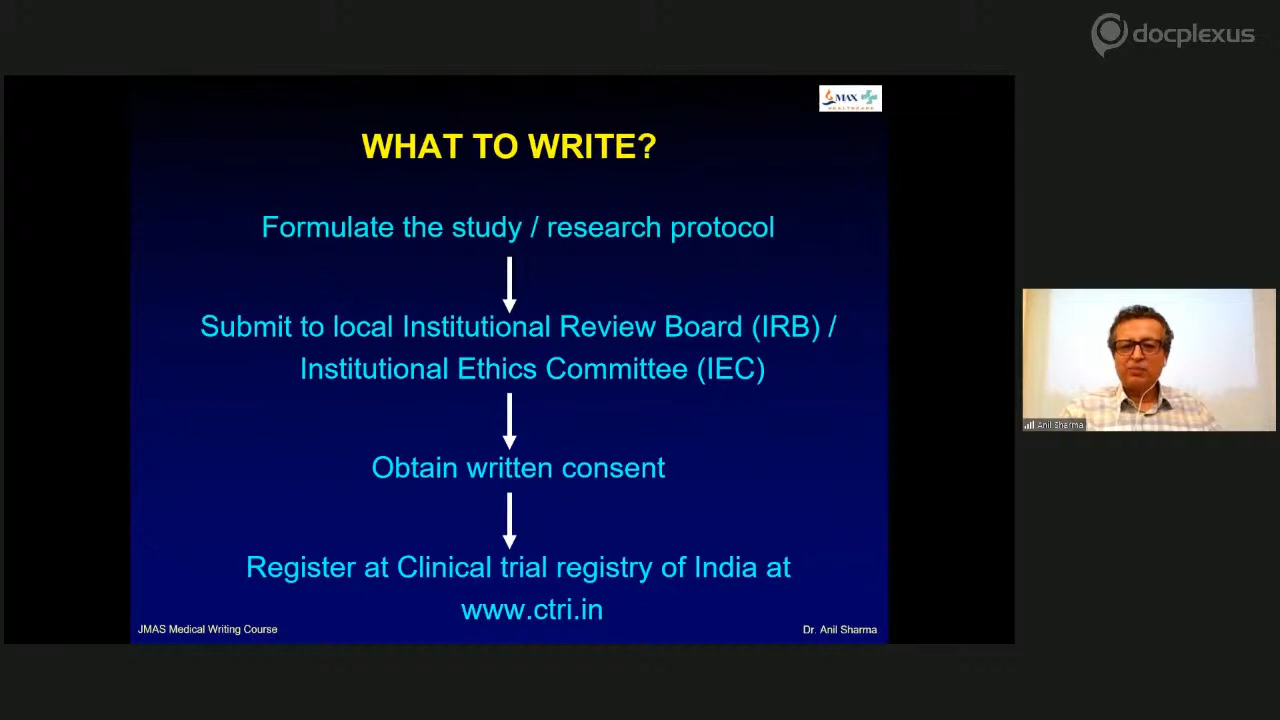 docplexus
MAX
HEALTHCARE
WHAT TO WRITE?
Formulate the study / research protocol
Submit to local Institutional Review Board (IRB) /
Institutional Ethics Committee (IEC)
Obtain written consent
Register at Clinical trial registry of India at
www.ctri.in
JMAS Medical Writing Course
Dr. Anil Sharma
Anil Sharma